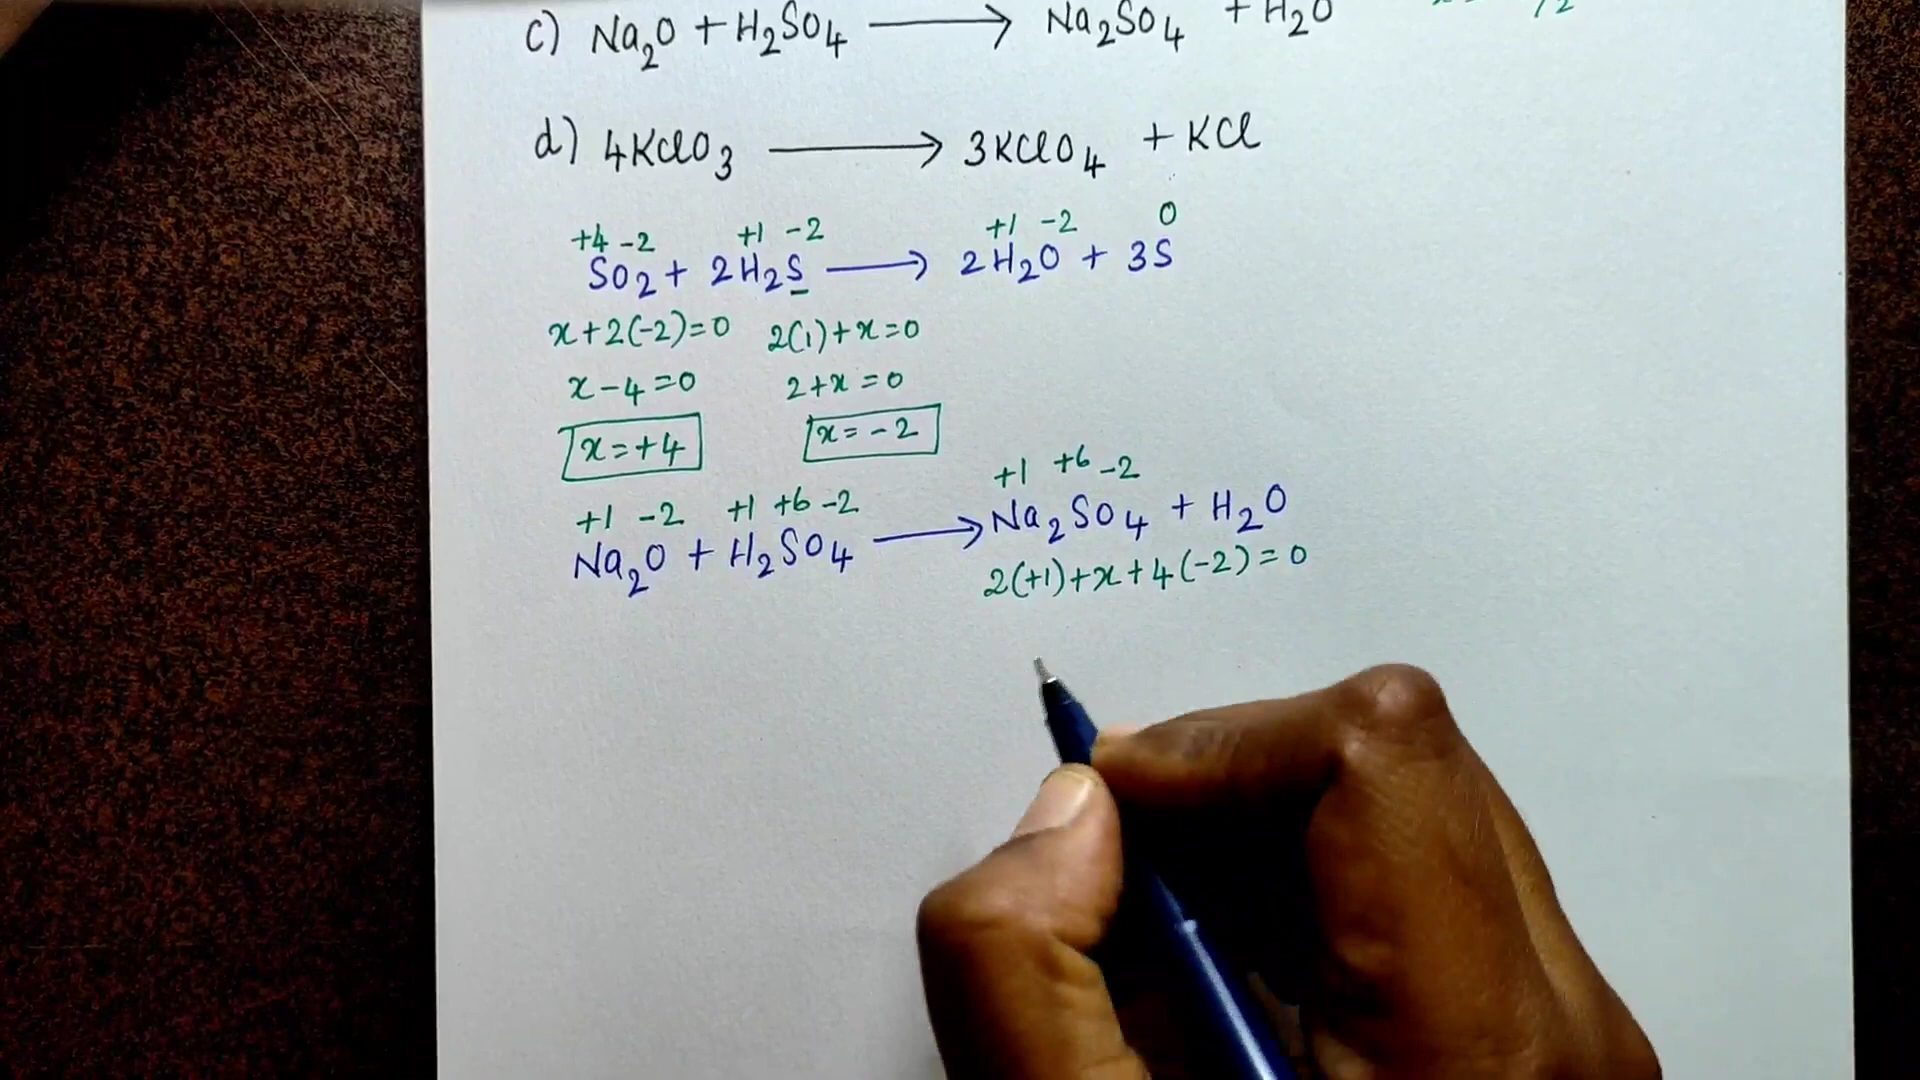 c) Na₂O + H₂SO₄ ⟶ Na₂SO₄ + H₂O
d) 4KClO₃ ⟶ 3KClO₄ + KCl
+4 -2 +1 -2 +1 -2 0
SO₂ + 2H₂S ⟶ 2H₂O + 3S
x+2(-2)=0 2(1)+x=0
x-4=0 2+x=0
x=+4 x=-2
+1 +6 -2
+1 -2 +1 +6 -2
Na₂O + H₂SO₄ ⟶ Na₂SO₄ + H₂O
2(+1)+x+4(-2)=0